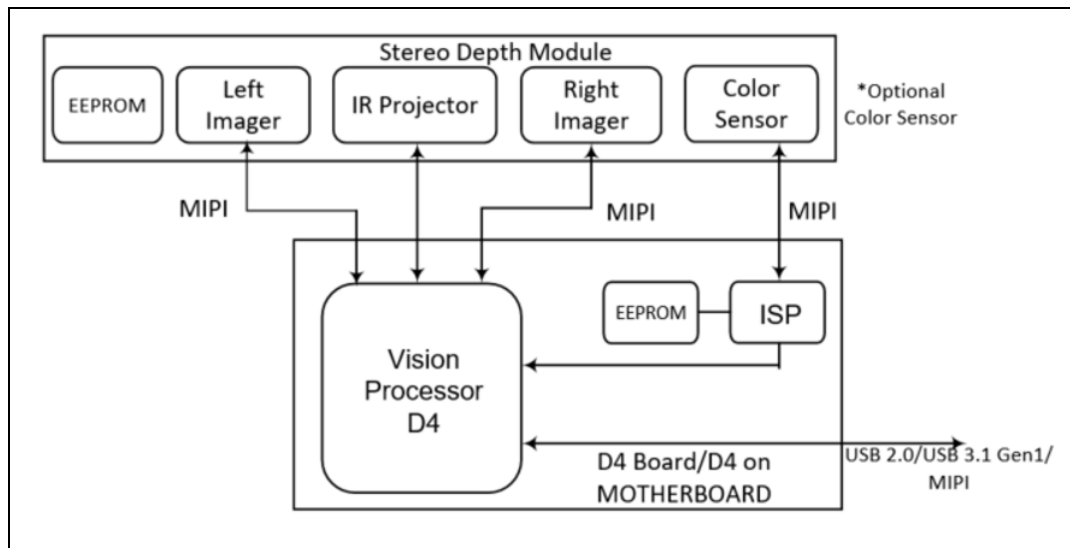 Stereo Depth Module
EEPROM
Left
Imager
IR Projector
Right
Imager
Color
Sensor
*Optional
Color Sensor
MIPI
MIPI
MIPI
EEPROM
ISP
Vision
Processor
D4
D4 Board/D4 on
MOTHERBOARD
USB 2.0/USB 3.1 Gen1/
MIPI